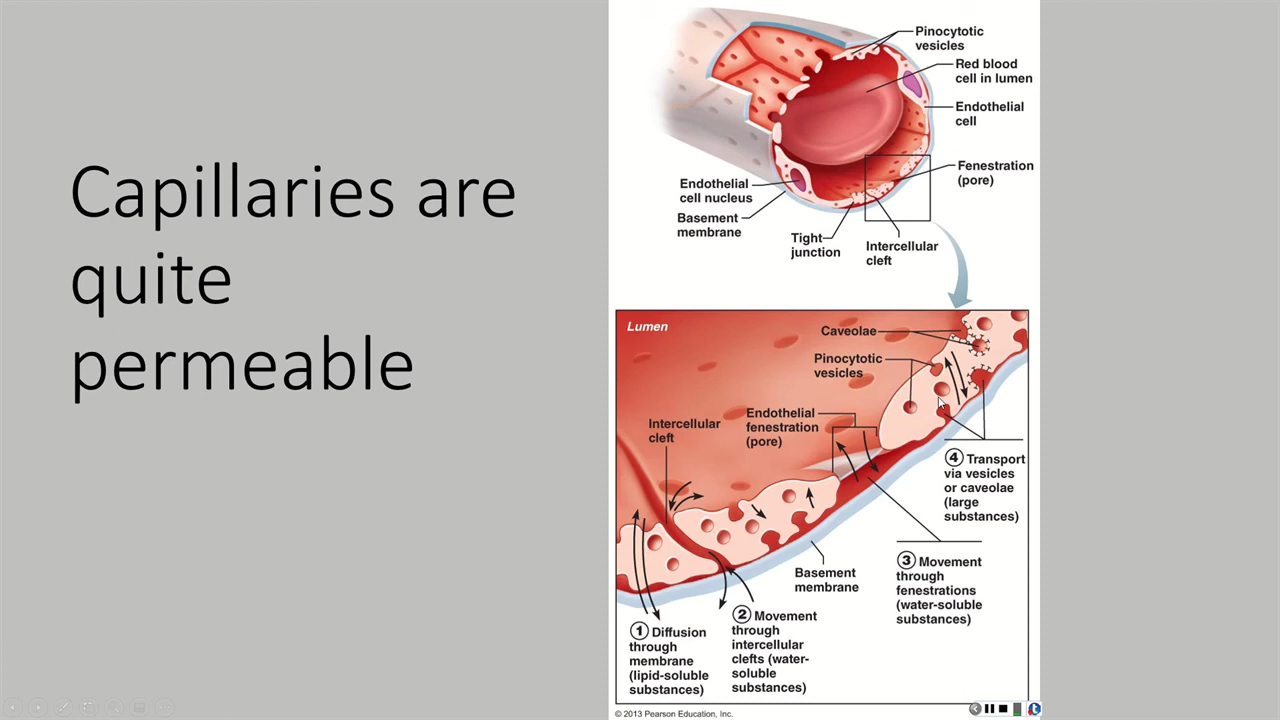 Capillaries are
quite
permeable
Pinocytotic
vesicles
Red blood
cell in lumen
Endothelial
cell
Fenestration
(pore)
Endothelial
cell nucleus
Basement
membrane
Tight
junction
Intercellular
cleft
Lumen
Caveolae
Pinocytotic
vesicles
Endothelial
fenestration
(pore)
Intercellular
cleft
4 Transport
via vesicles
or caveolae
(large
substances)
Basement
membrane
3 Movement
through
fenestrations
(water-soluble
substances)
2 Movement
through
intercellular
clefts (water-
soluble
substances)
1 Diffusion
through
membrane
(lipid-soluble
substances)
© 2013 Pearson Education, Inc.